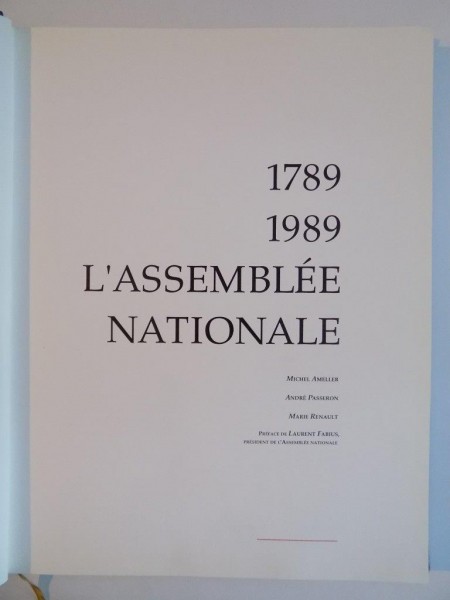 1789
1989
L'ASSEMBLÉE
NATIONALE
MICHEL AMELLER
ANDRÉ PASSERON
MARIE RENAULT
PRÉFACE DE LAURENT FABIUS,
PRÉSIDENT DE L'ASSEMBLÉE NATIONALE